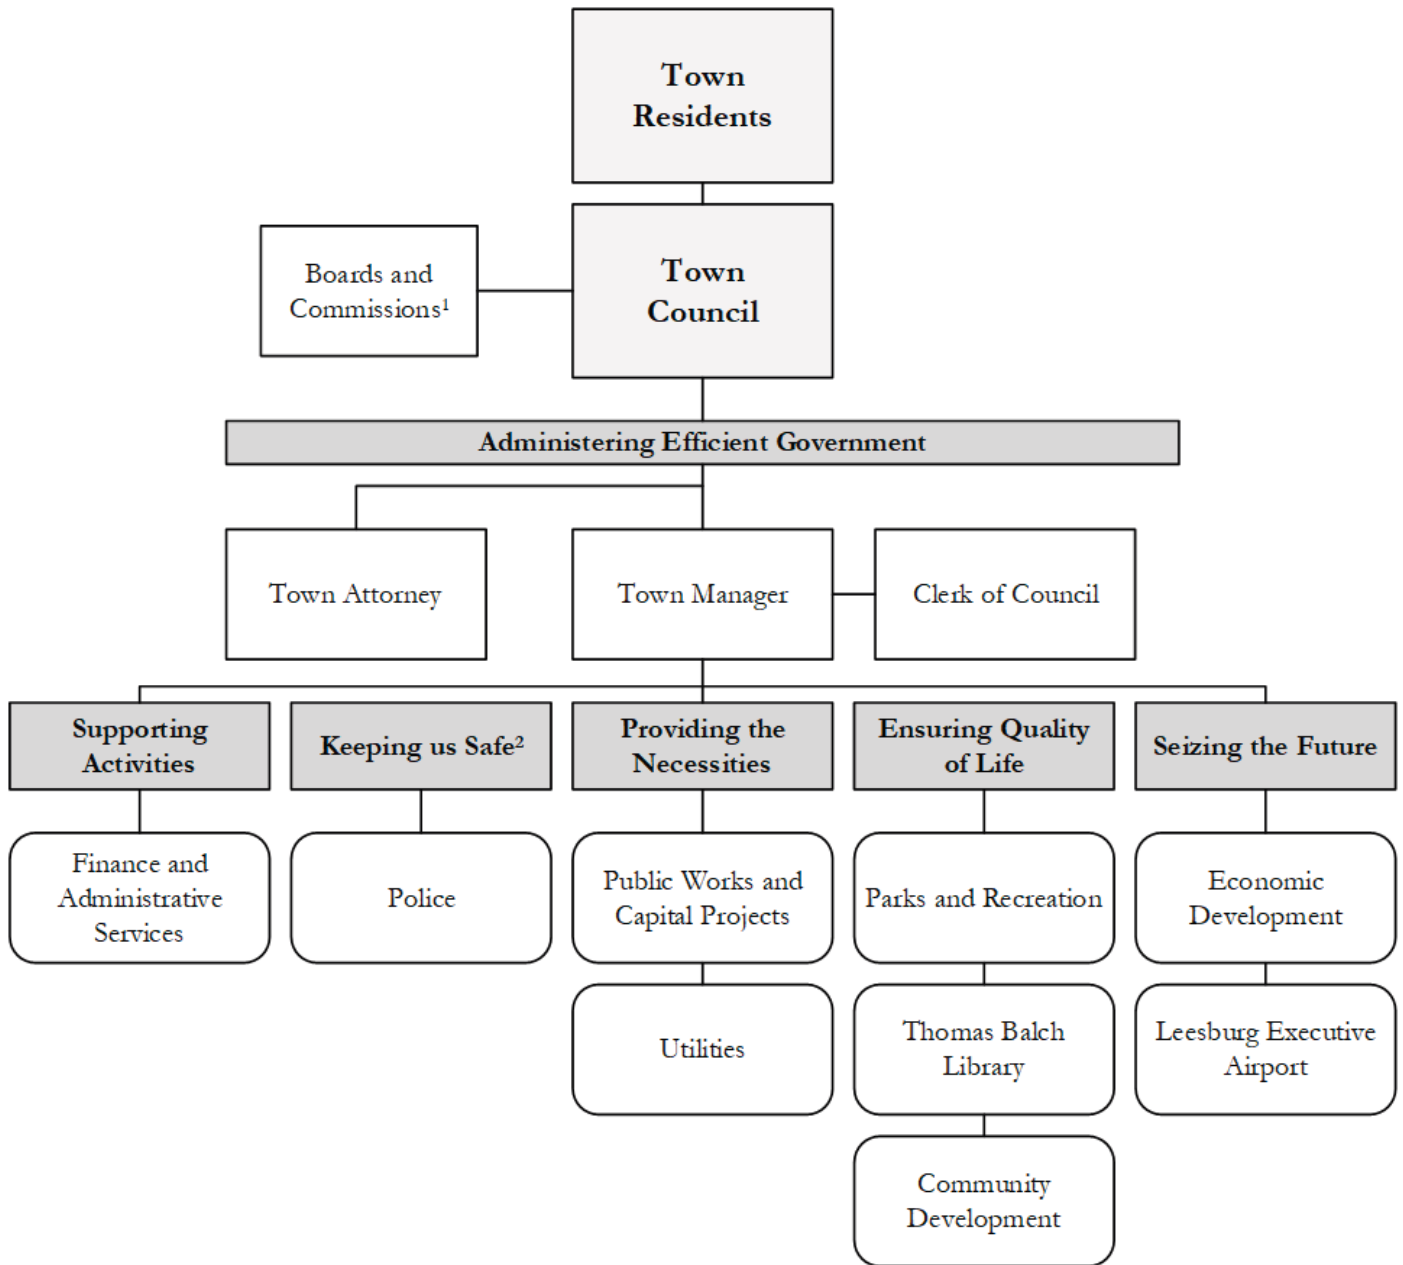 Town
Residents
Boards and
Commissions¹
Town
Council
Administering Efficient Government
Town Attorney
Town Manager
Clerk of Council
Supporting
Activities
Keeping us Safe²
Providing the
Necessities
Ensuring Quality
of Life
Seizing the Future
Finance and
Administrative
Services
Police
Public Works and
Capital Projects
Parks and Recreation
Economic
Development
Utilities
Thomas Balch
Library
Leesburg Executive
Airport
Community
Development